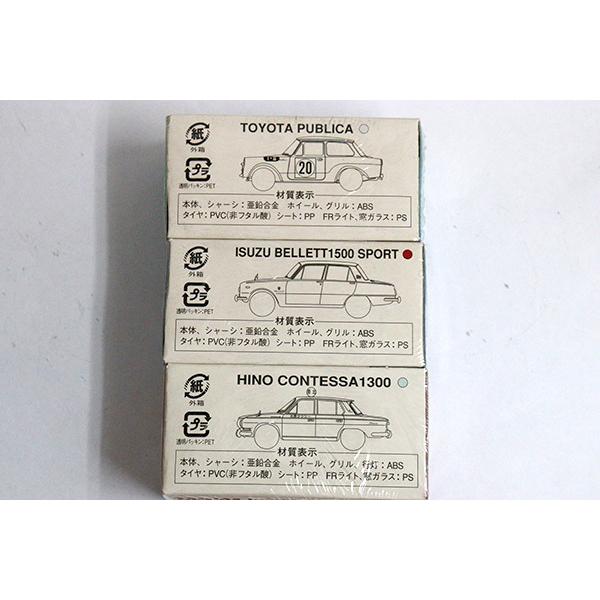 TOYOTA PUBLICA
紙
外箱
20
プラ
透明パッキン:PET
材質表示
本体、シャーシ:亜鉛合金 ホイール、グリル:ABS
タイヤ:PVC(非フタル酸) シート:PP FRライト、窓ガラス:PS
ISUZU BELLETT1500 SPORT
紙
外箱
プラ
透明パッキン:PET
材質表示
本体、シャーシ:亜鉛合金 ホイール、グリル:ABS
タイヤ:PVC(非フタル酸) シート:PP FRライト、窓ガラス:PS
HINO CONTESSA1300
紙
外箱
プラ
透明パッキン:PET
材質表示
本体、シャーシ:亜鉛合金 ホイール、グリル、行灯:ABS
タイヤ:PVC(非フタル酸) シート:PP FRライト、窓ガラス:PS